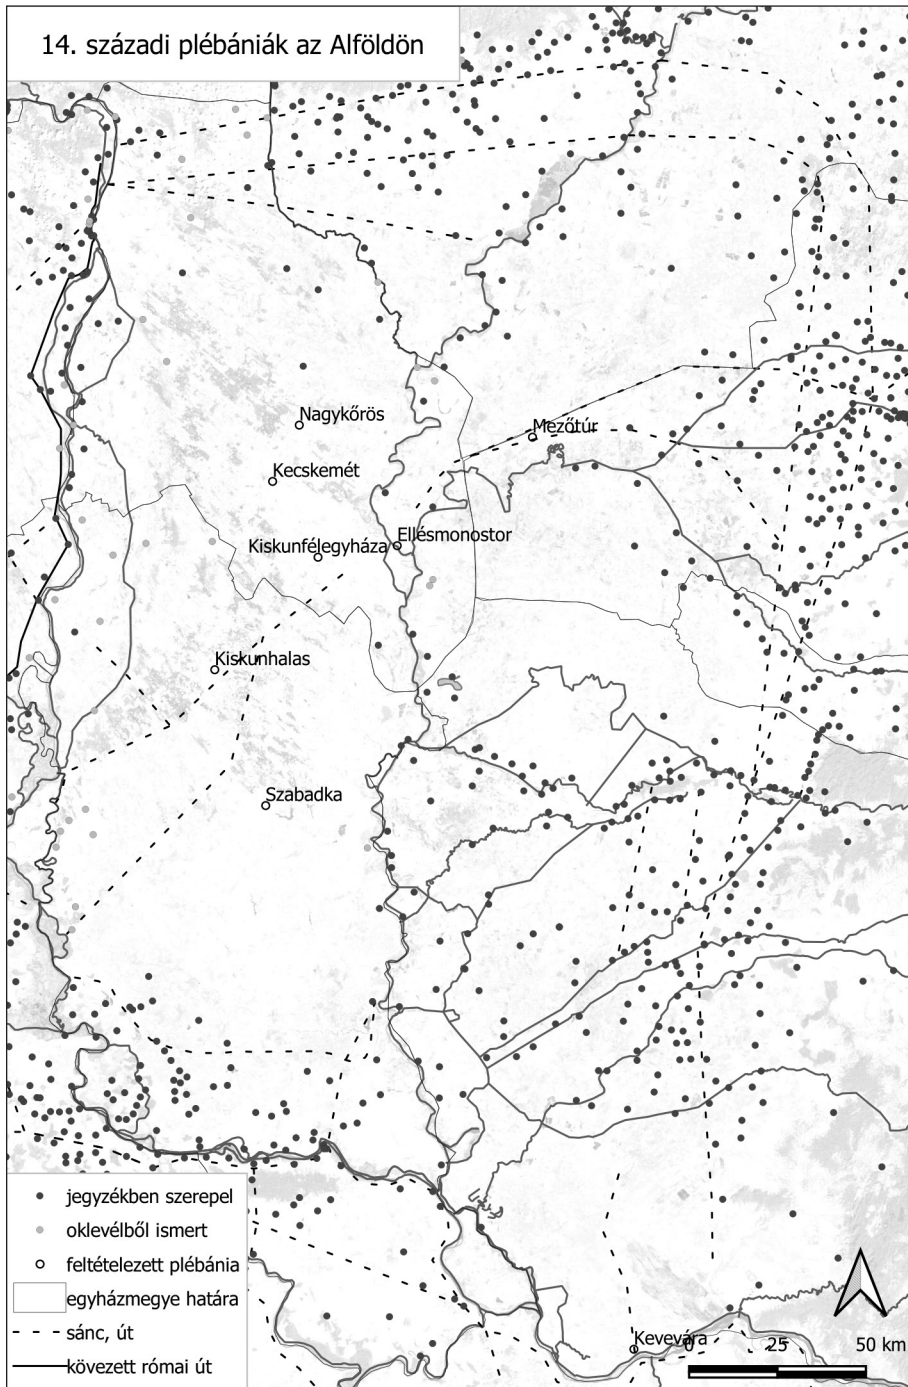 14. századi plébániák az Alföldön
Nagykőrös
Mezőtúr
Kecskemét
Ellésmonostor
Kiskunfélegyháza
Kiskunhalas
Szabadka
jegyzékben szerepel
oklevélből ismert
feltételezett plébánia
egyházmegye határa
sánc, út
kövezett római út
Kevevára
0 25 50 km